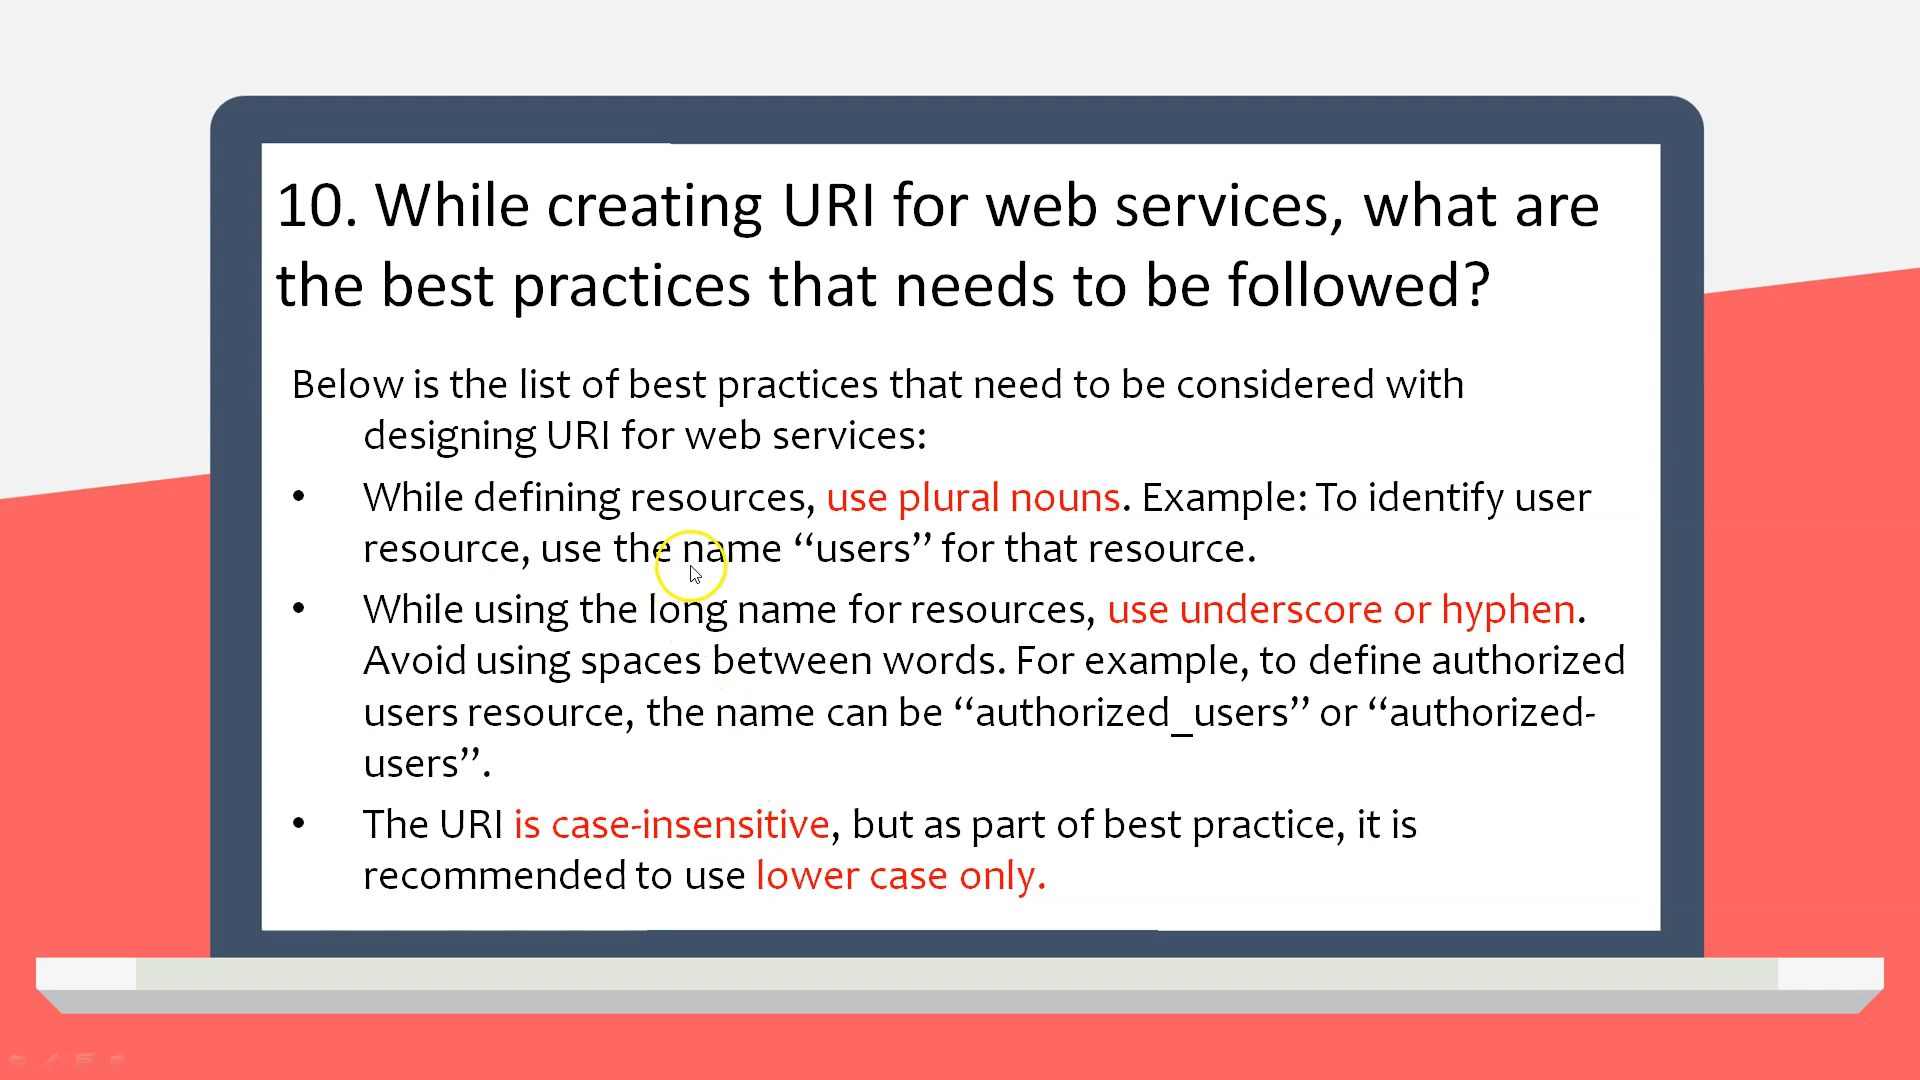 10. While creating URI for web services, what are
the best practices that needs to be followed?
Below is the list of best practices that need to be considered with
designing URI for web services:
• While defining resources, use plural nouns. Example: To identify user
resource, use the name “users” for that resource.
• While using the long name for resources, use underscore or hyphen.
Avoid using spaces between words. For example, to define authorized
users resource, the name can be “authorized_users” or “authorized-
users”.
• The URI is case-insensitive, but as part of best practice, it is
recommended to use lower case only.